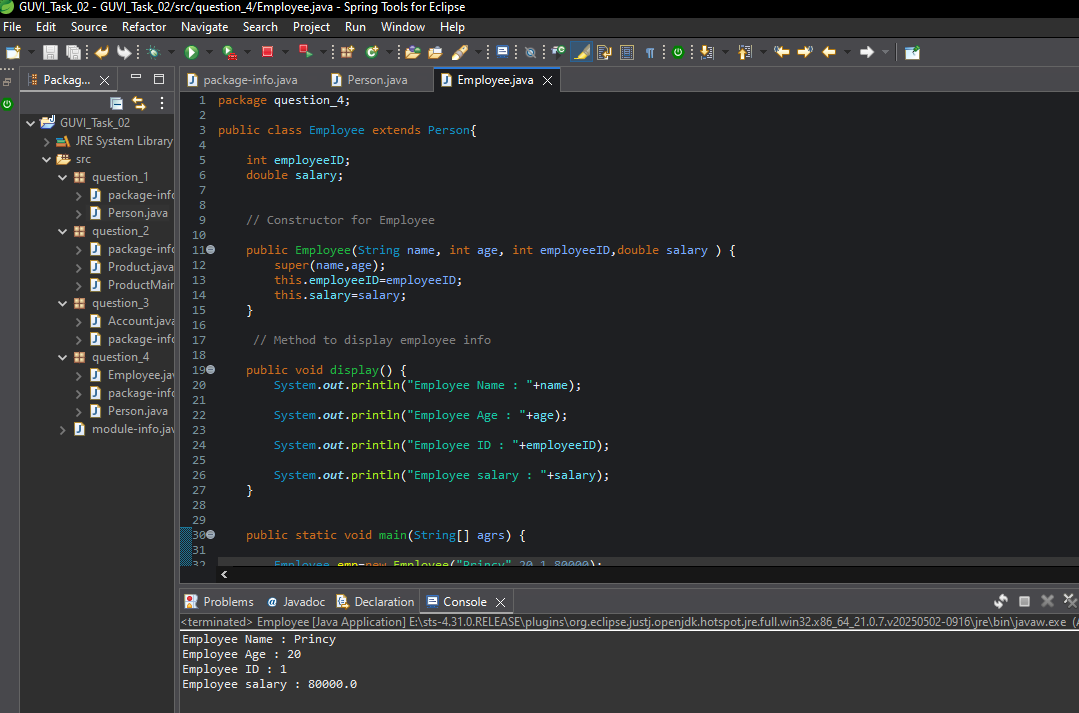 GUVI_Task_02 - GUVI_Task_02/src/question_4/Employee.java - Spring Tools for Eclipse
File Edit Source Refactor Navigate Search Project Run Window Help
Packag...
package-info.java Person.java Employee.java
GUVI_Task_02
JRE System Library
src
question_1
package-info
Person.java
question_2
package-info
Product.java
ProductMain
question_3
Account.java
package-info
question_4
Employee.jav
package-info
Person.java
module-info.jav
1 package question_4;
2
3 public class Employee extends Person{
4
5 int employeeID;
6 double salary;
7
8
9 // Constructor for Employee
10
11 public Employee(String name, int age, int employeeID,double salary ) {
12 super(name,age);
13 this.employeeID=employeeID;
14 this.salary=salary;
15 }
16
17 // Method to display employee info
18
19 public void display() {
20 System.out.println("Employee Name : "+name);
21
22 System.out.println("Employee Age : "+age);
23
24 System.out.println("Employee ID : "+employeeID);
25
26 System.out.println("Employee salary : "+salary);
27 }
28
29
30 public static void main(String[] agrs) {
31
32 Employee emp=new Employee("Princy",20,1,80000);
Problems Javadoc Declaration Console
<terminated> Employee [Java Application] E:\sts-4.31.0.RELEASE\plugins\org.eclipse.justj.openjdk.hotspot.jre.full.win32.x86_64_21.0.7.v20250502-0916\jre\bin\javaw.exe (A
Employee Name : Princy
Employee Age : 20
Employee ID : 1
Employee salary : 80000.0